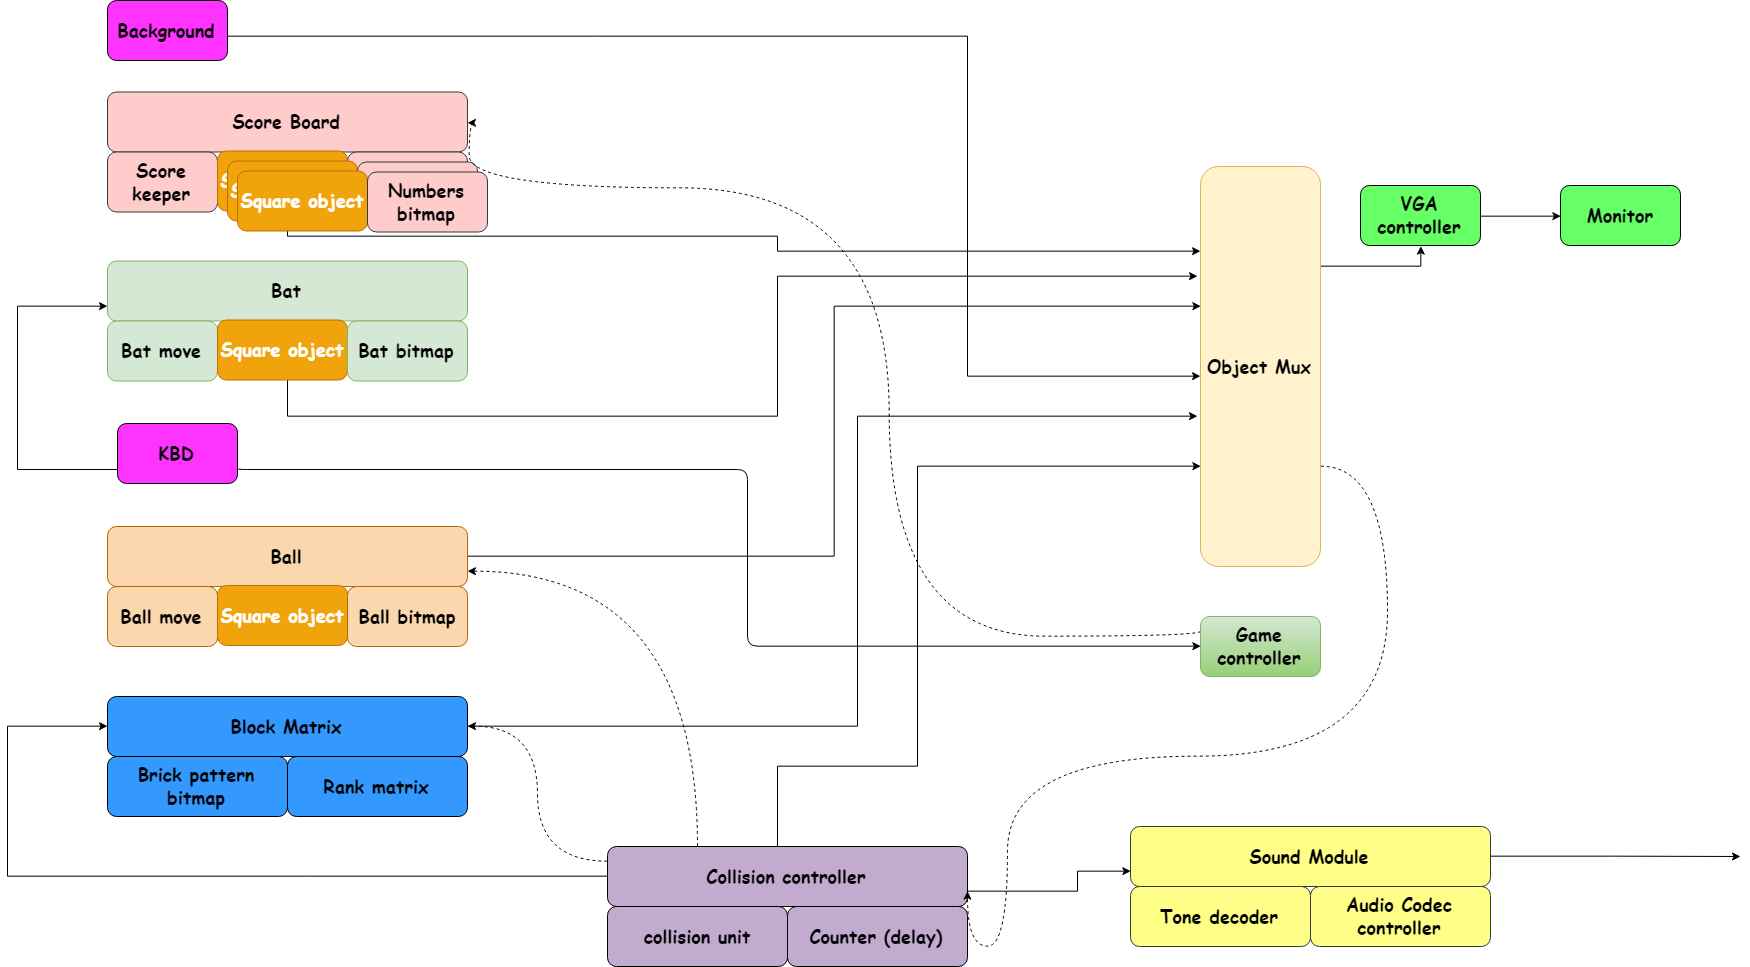 Background
Score Board
Score
keeper
S
S
Square object
Numbers
bitmap
VGA
controller
Monitor
Bat
Bat move
Square object
Bat bitmap
Object Mux
KBD
Ball
Ball move
Square object
Ball bitmap
Game
controller
Block Matrix
Brick pattern
bitmap
Rank matrix
Collision controller
collision unit
Counter (delay)
Sound Module
Tone decoder
Audio Codec
controller